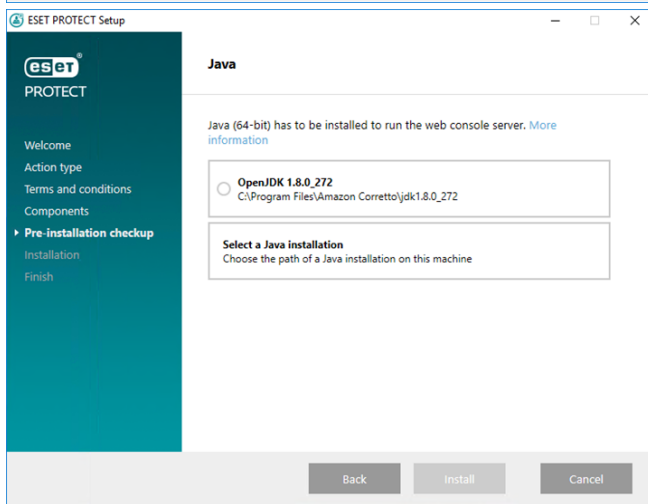 ESET PROTECT Setup
eset®
PROTECT
Welcome
Action type
Terms and conditions
Components
Pre-installation checkup
Installation
Finish
Java
Java (64-bit) has to be installed to run the web console server. More
information
OpenJDK 1.8.0_272
C:\Program Files\Amazon Corretto\jdk1.8.0_272
Select a Java installation
Choose the path of a Java installation on this machine
Back
Install
Cancel